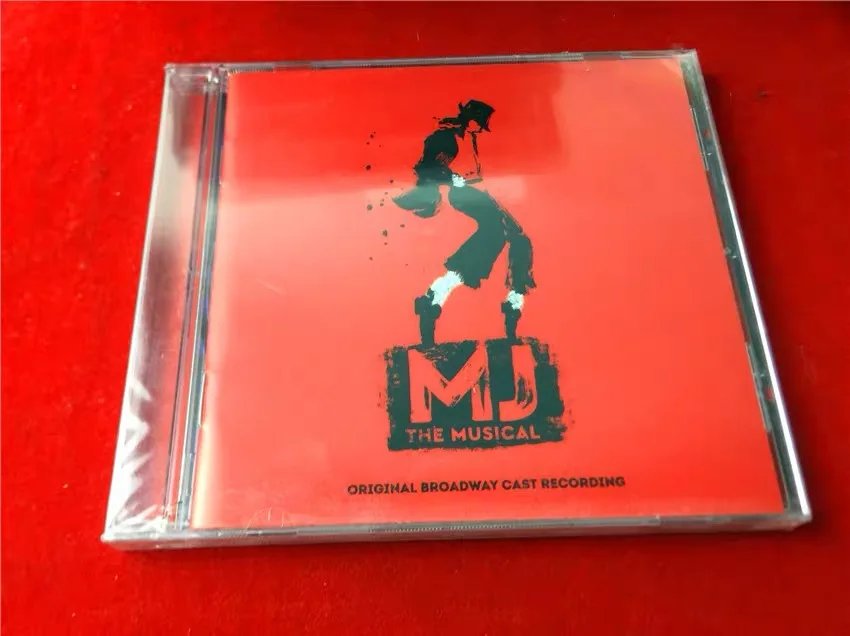 MJ
THE MUSICAL
ORIGINAL BROADWAY CAST RECORDING